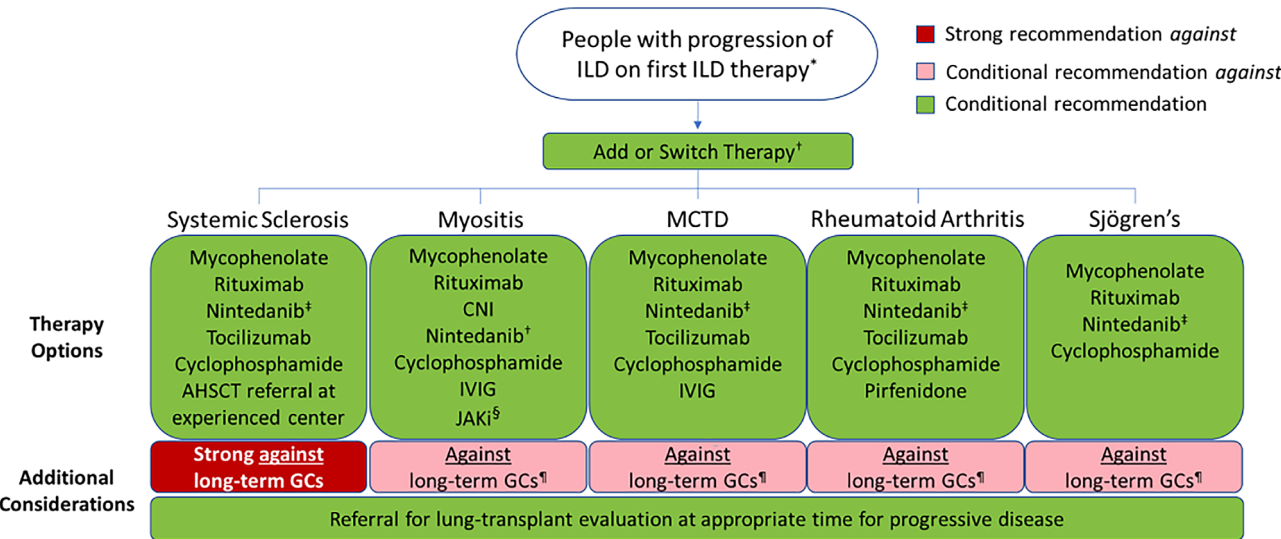 People with progression of
ILD on first ILD therapy*
Strong recommendation against
Conditional recommendation against
Conditional recommendation
Add or Switch Therapy†
Systemic Sclerosis
Myositis
MCTD
Rheumatoid Arthritis
Sjögren's
Therapy
Options
Mycophenolate
Rituximab
Nintedanib‡
Tocilizumab
Cyclophosphamide
AHSCT referral at
experienced center
Mycophenolate
Rituximab
CNI
Nintedanib†
Cyclophosphamide
IVIG
JAKi§
Mycophenolate
Rituximab
Nintedanib‡
Tocilizumab
Cyclophosphamide
IVIG
Mycophenolate
Rituximab
Nintedanib‡
Tocilizumab
Cyclophosphamide
Pirfenidone
Mycophenolate
Rituximab
Nintedanib‡
Cyclophosphamide
Additional
Considerations
Strong against
long-term GCs
Against
long-term GCs¶
Against
long-term GCs¶
Against
long-term GCs¶
Against
long-term GCs¶
Referral for lung-transplant evaluation at appropriate time for progressive disease